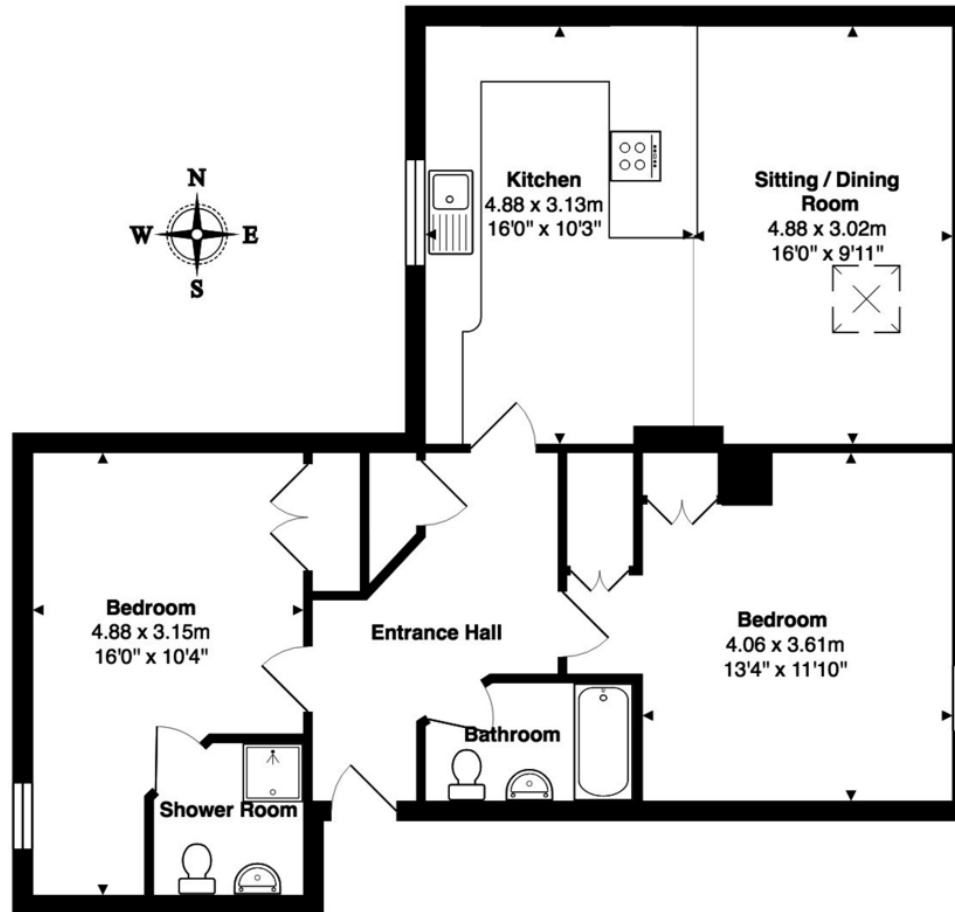 N
W E
S
Kitchen
4.88 x 3.13m
16'0" x 10'3"
Sitting / Dining
Room
4.88 x 3.02m
16'0" x 9'11"
Bedroom
4.88 x 3.15m
16'0" x 10'4"
Entrance Hall
Bedroom
4.06 x 3.61m
13'4" x 11'10"
Bathroom
Shower Room